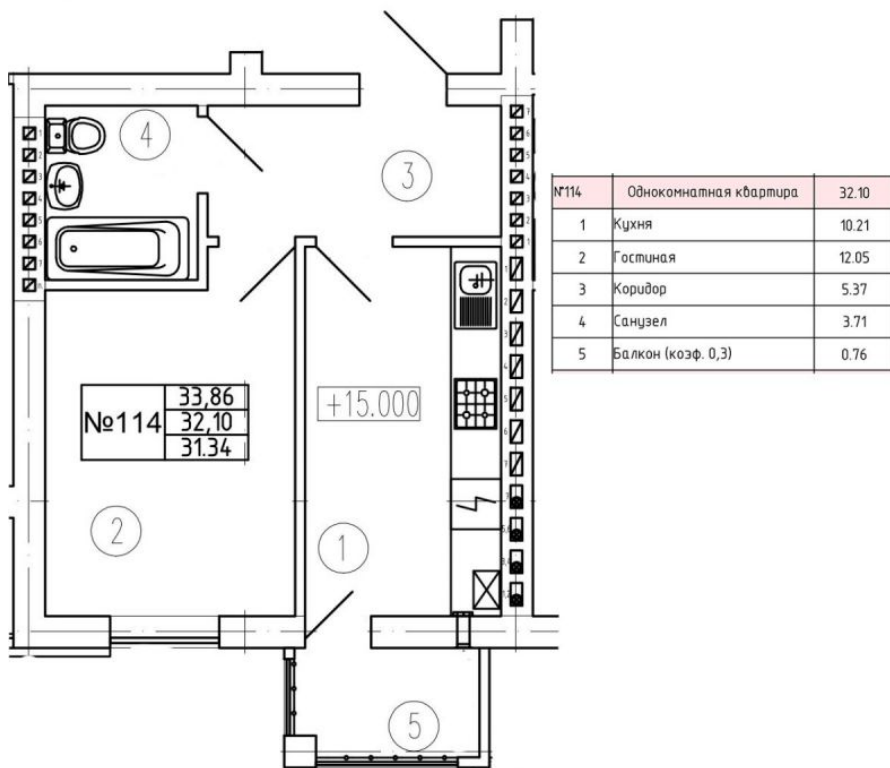 4
3
№114
33,86
32,10
31.34
+15.000
2
1
5
№114 Однокомнатная квартира 32.10
1 Кухня 10.21
2 Гостиная 12.05
3 Коридор 5.37
4 Санузел 3.71
5 Балкон (коэф. 0,3) 0.76